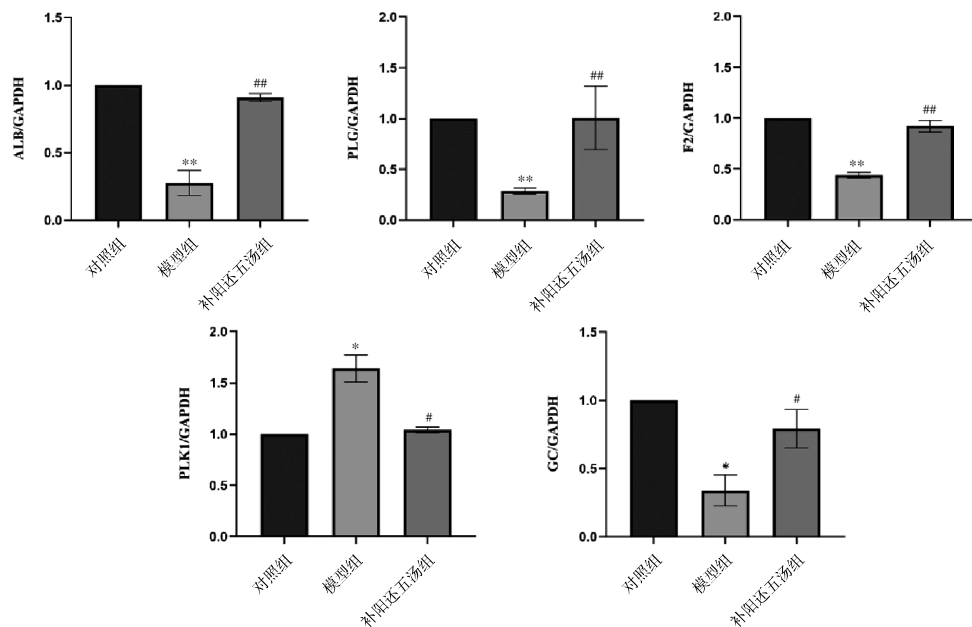 ALB/GAPDH
1.5
1.0
0.5
0.0
**
##
对照组
模型组
补阳还五汤组
PLG/GAPDH
2.0
1.5
1.0
0.5
0.0
**
##
对照组
模型组
补阳还五汤组
F2/GAPDH
2.0
1.5
1.0
0.5
0.0
**
##
对照组
模型组
补阳还五汤组
PLK1/GAPDH
2.0
1.5
1.0
0.5
0.0
*
#
对照组
模型组
补阳还五汤组
GC/GAPDH
1.5
1.0
0.5
0.0
*
#
对照组
模型组
补阳还五汤组